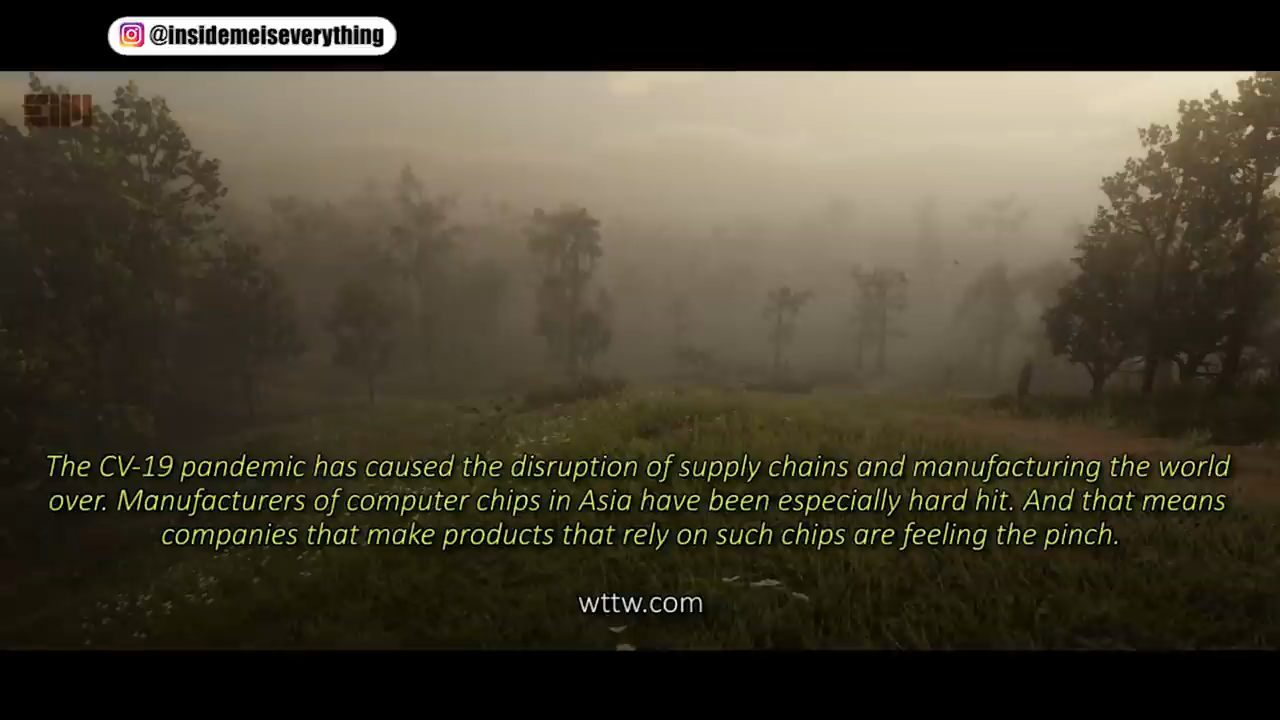 @insidemeiseverything
EIM
The CV-19 pandemic has caused the disruption of supply chains and manufacturing the world
over. Manufacturers of computer chips in Asia have been especially hard hit. And that means
companies that make products that rely on such chips are feeling the pinch.
wttw.com